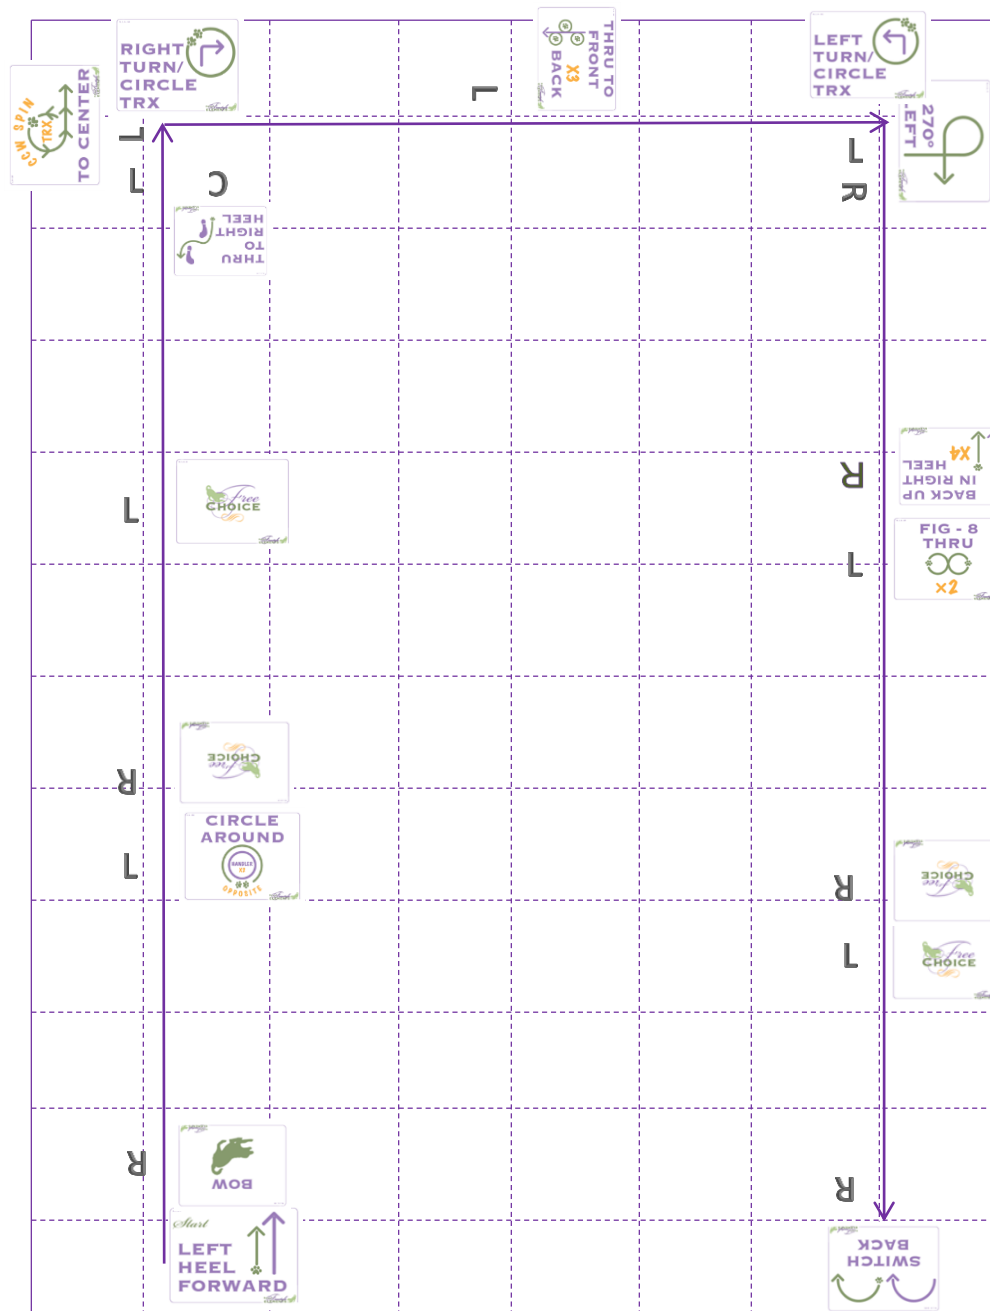 RIGHT
TURN/
CIRCLE
TRX
THRU TO
FRONT
X3
BACK
LEFT
TURN/
CIRCLE
TRX
CCW SPIN
TRX
TO CENTER
L
L
L
C
L
R
270°
LEFT
THRU
TO
RIGHT
HEEL
L
Free
CHOICE
R
BACK UP
IN RIGHT
HEEL
X4
L
FIG - 8
THRU
x2
R
Free
CHOICE
L
CIRCLE
AROUND
HANDLER
X2
OPPOSITE
R
Free
CHOICE
L
Free
CHOICE
R
BOW
R
Start
LEFT
HEEL
FORWARD
SWITCH
BACK